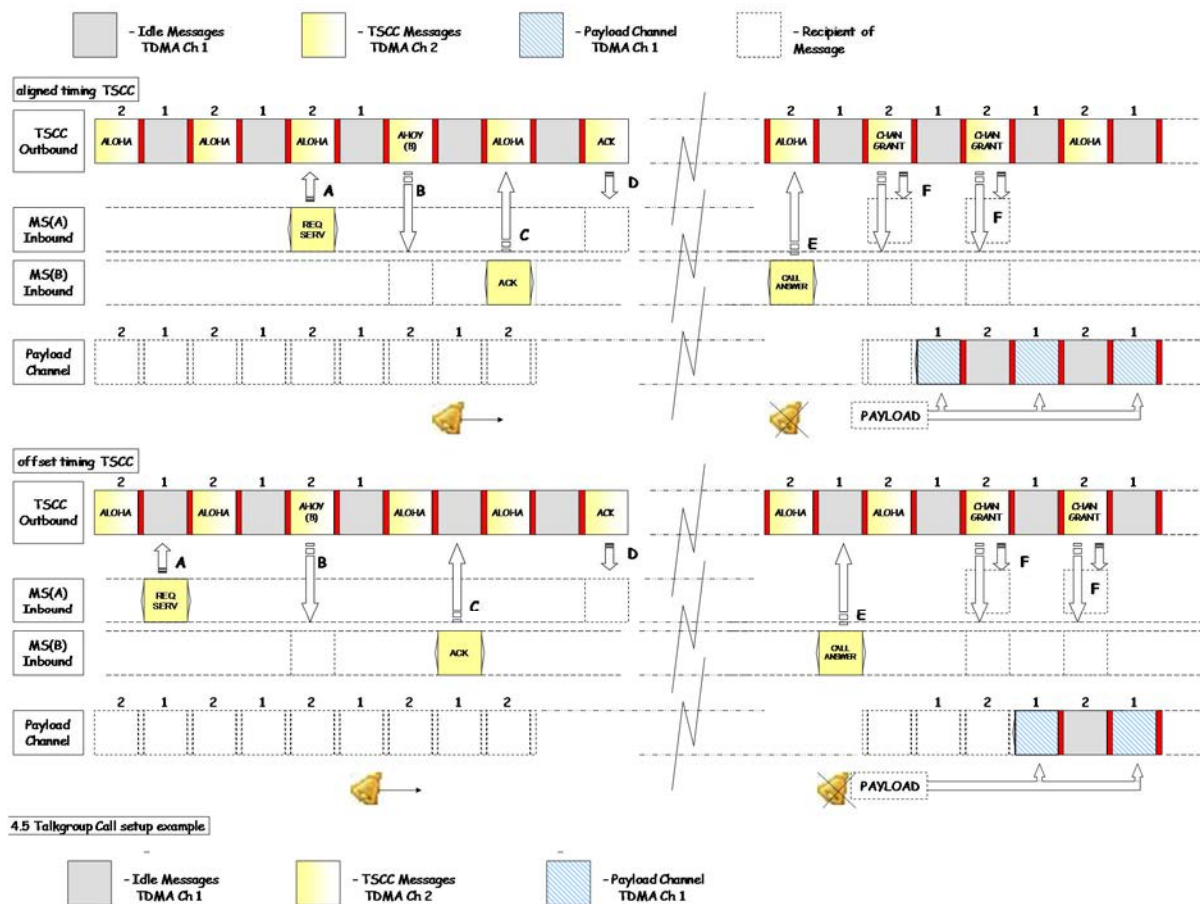 - Idle Messages TDMA Ch 1
- TSCC Messages TDMA Ch 2
- Payload Channel TDMA Ch 1
- Recipient of Message
aligned timing TSCC
2 1 2 1 2 1 2 1 2 1 2 1
TSCC Outbound
ALOHA ALOHA ALOHA AHOY (B) ALOHA ACK ALOHA CHAN GRANT CHAN GRANT ALOHA
A B C D E F F
MS(A) Inbound
REQ SERV
MS(B) Inbound
ACK CALL ANSWER
2 1 2 1 2 1 2 1 2 1 2 1 2 1
Payload Channel
PAYLOAD
offset timing TSCC
2 1 2 1 2 1 2 1 2 1 2 1 2 1
TSCC Outbound
ALOHA ALOHA AHOY (B) ALOHA ALOHA ACK ALOHA ALOHA CHAN GRANT CHAN GRANT
A B C D E F F
MS(A) Inbound
REQ SERV
MS(B) Inbound
ACK CALL ANSWER
2 1 2 1 2 1 2 1 2 2 1 2 1 2 1
Payload Channel
PAYLOAD
4.5 Talkgroup Call setup example
- Idle Messages TDMA Ch 1
- TSCC Messages TDMA Ch 2
- Payload Channel TDMA Ch 1